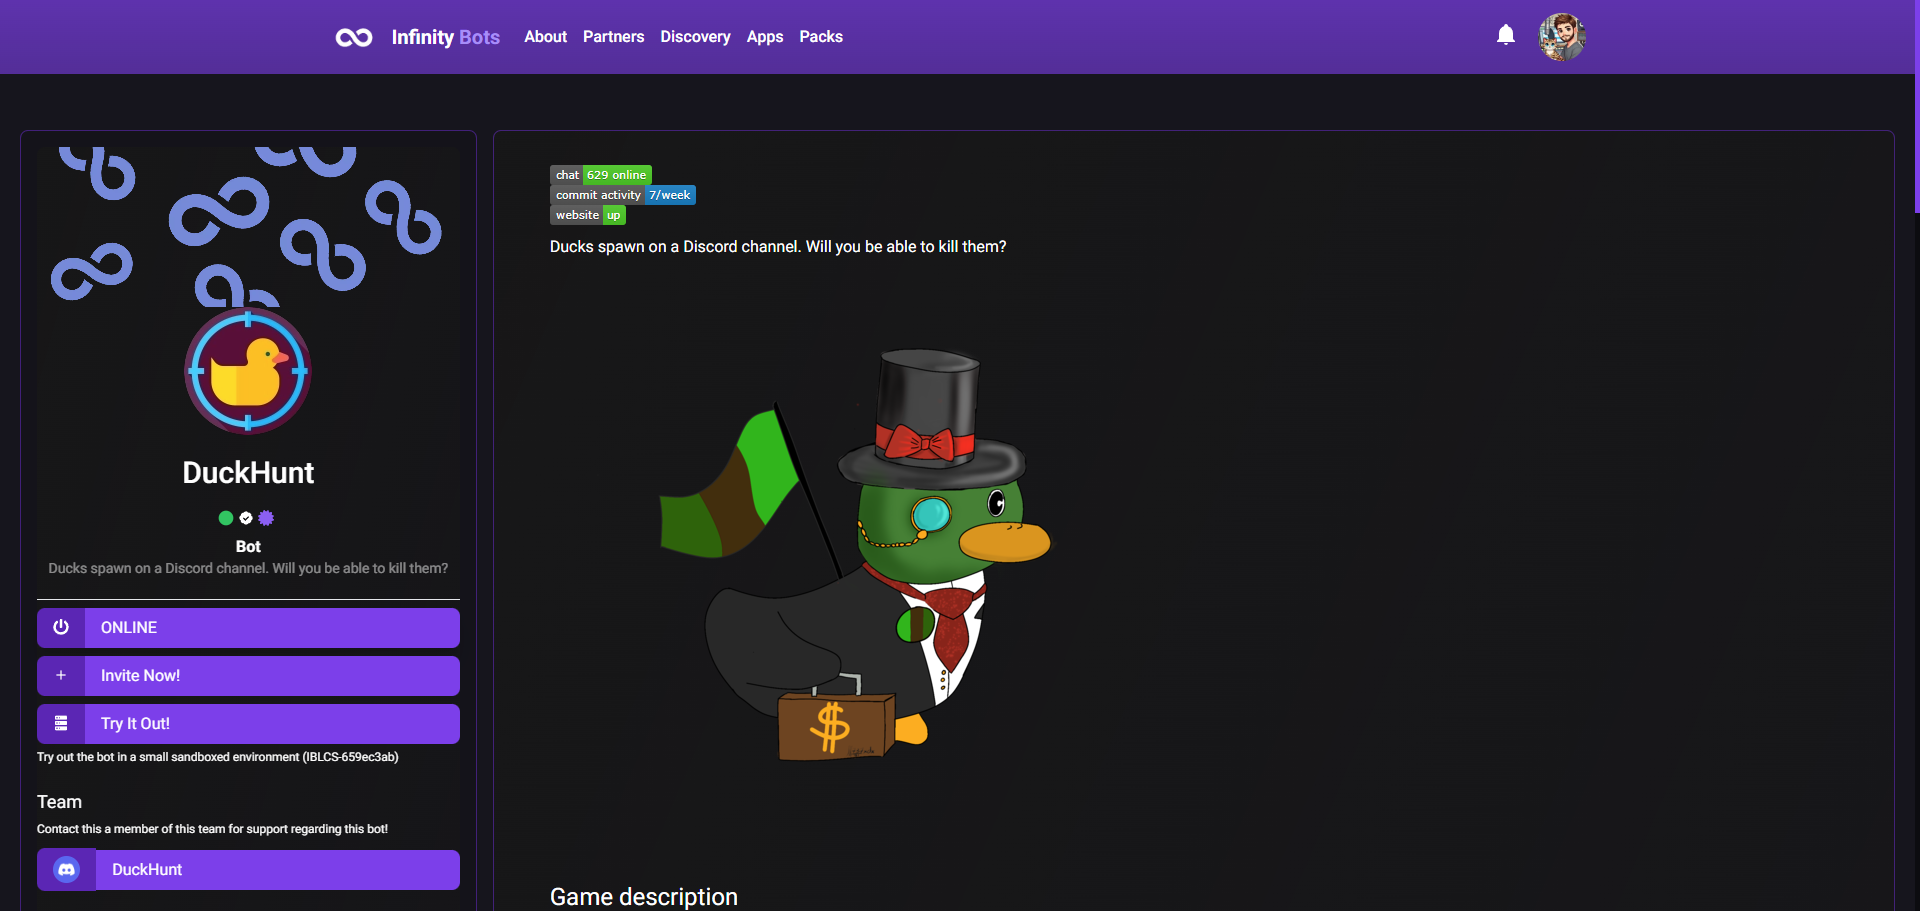 Infinity Bots About Partners Discovery Apps Packs
DuckHunt
Bot
Ducks spawn on a Discord channel. Will you be able to kill them?
ONLINE
Invite Now!
Try It Out!
Try out the bot in a small sandboxed environment (IBLCS-659ec3ab)
Team
Contact this a member of this team for support regarding this bot!
DuckHunt
chat 629 online
commit activity 7/week
website up
Ducks spawn on a Discord channel. Will you be able to kill them?
$
Game description